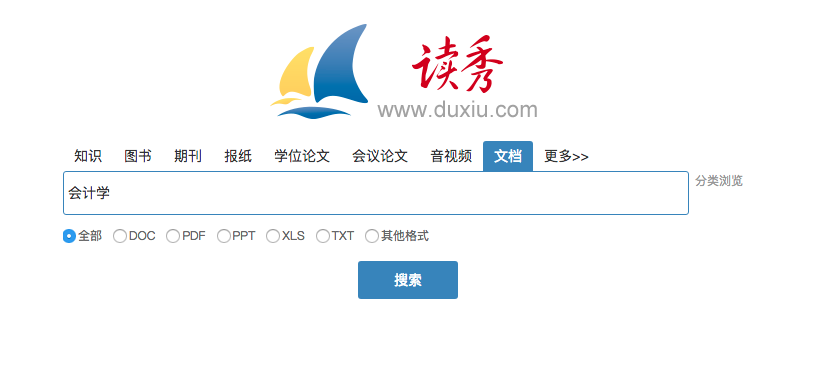 读秀
www.duxiu.com
知识 图书 期刊 报纸 学位论文 会议论文 音视频 文档 更多>>
会计学 分类浏览
全部 DOC PDF PPT XLS TXT 其他格式
搜索